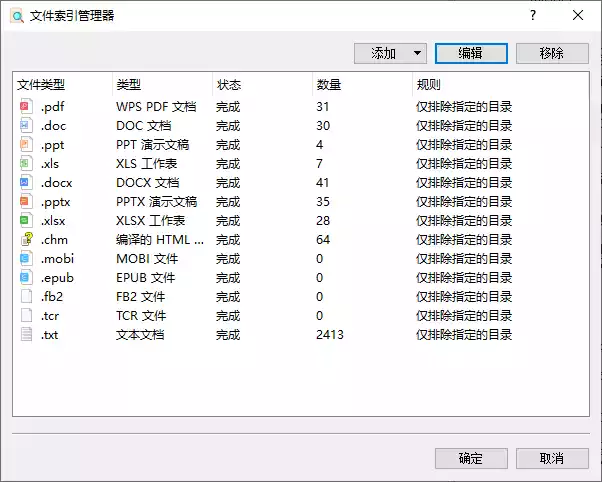 文件索引管理器
添加 编辑 移除
文件类型 类型 状态 数量 规则
.pdf WPS PDF 文档 完成 31 仅排除指定的目录
.doc DOC 文档 完成 30 仅排除指定的目录
.ppt PPT 演示文稿 完成 4 仅排除指定的目录
.xls XLS 工作表 完成 7 仅排除指定的目录
.docx DOCX 文档 完成 41 仅排除指定的目录
.pptx PPTX 演示文稿 完成 35 仅排除指定的目录
.xlsx XLSX 工作表 完成 28 仅排除指定的目录
.chm 编译的 HTML ... 完成 64 仅排除指定的目录
.mobi MOBI 文件 完成 0 仅排除指定的目录
.epub EPUB 文件 完成 0 仅排除指定的目录
.fb2 FB2 文件 完成 0 仅排除指定的目录
.tcr TCR 文件 完成 0 仅排除指定的目录
.txt 文本文档 完成 2413 仅排除指定的目录
确定 取消